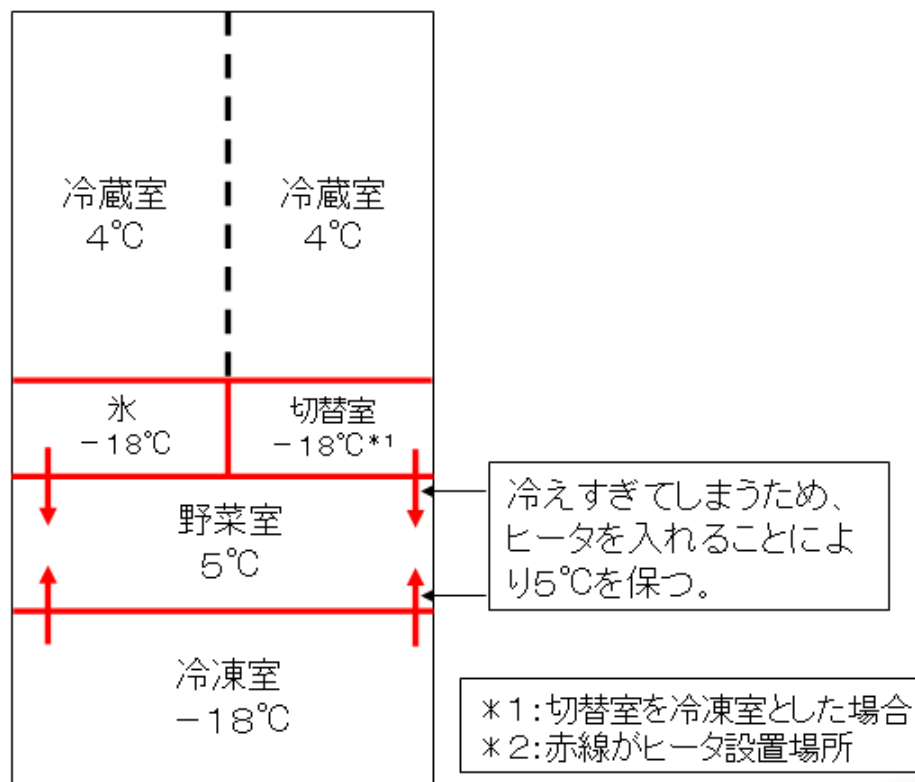 冷蔵室
4℃
冷蔵室
4℃
氷
－18℃
切替室
－18℃*1
野菜室
5℃
冷えすぎてしまうため、
ヒータを入れることによ
り5℃を保つ。
冷凍室
－18℃
＊1：切替室を冷凍室とした場合
＊2：赤線がヒータ設置場所